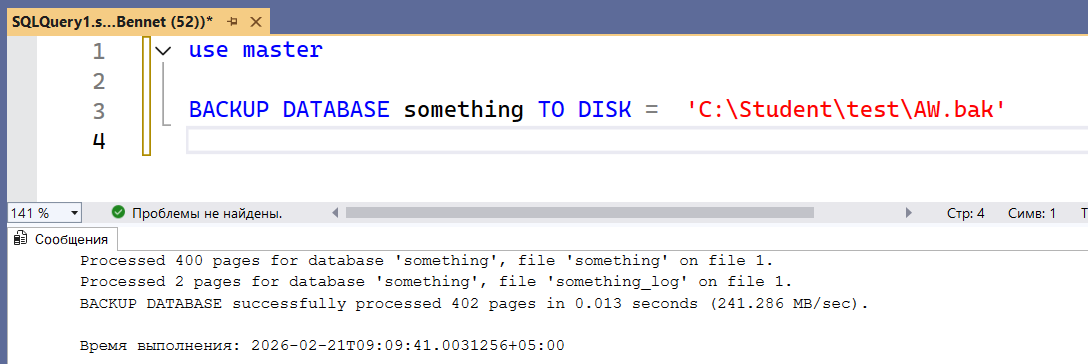 SQLQuery1.s...Bennet (52))*
1 use master
2
3 BACKUP DATABASE something TO DISK = 'C:\Student\test\AW.bak'
4
141 % Проблемы не найдены. Стр: 4 Симв: 1
Сообщения
Processed 400 pages for database 'something', file 'something' on file 1.
Processed 2 pages for database 'something', file 'something_log' on file 1.
BACKUP DATABASE successfully processed 402 pages in 0.013 seconds (241.286 MB/sec).
Время выполнения: 2026-02-21T09:09:41.0031256+05:00